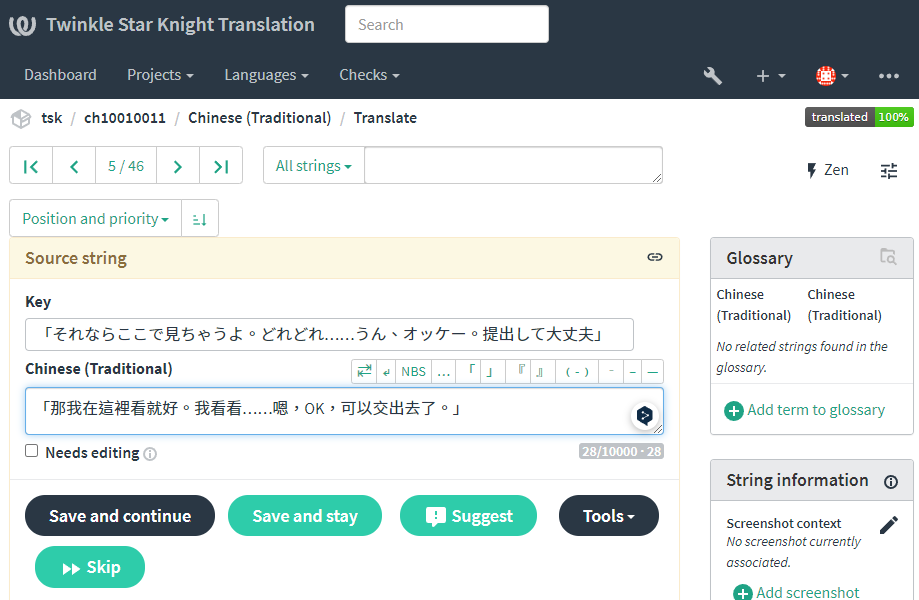 Twinkle Star Knight Translation
Search
Dashboard Projects Languages Checks
tsk / ch10010011 / Chinese (Traditional) / Translate
translated 100%
5 / 46
All strings
Zen
Position and priority
Source string
Key
「それならここで見ちゃうよ。どれどれ……うん、オッケー。提出して大丈夫」
Chinese (Traditional)
NBS … 「 」 『 』 ( - ) - – —
「那我在這裡看就好。我看看……嗯，OK，可以交出去了。」
Needs editing
28/10000 · 28
Save and continue
Save and stay
Suggest
Tools
Skip
Glossary
Chinese (Traditional)
Chinese (Traditional)
No related strings found in the
glossary.
Add term to glossary
String information
Screenshot context
No screenshot currently
associated.
Add screenshot